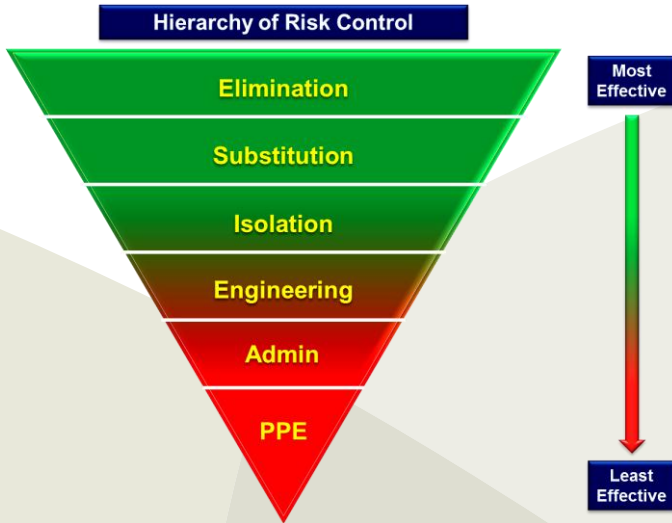 Hierarchy of Risk Control
Most
Effective
Elimination
Substitution
Isolation
Engineering
Admin
PPE
Least
Effective